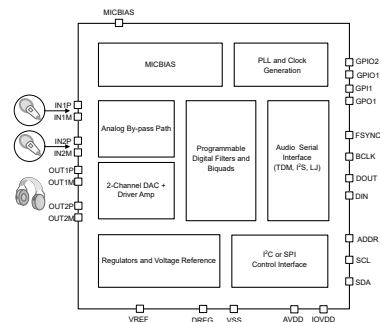 MICBIAS
MICBIAS
PLL and Clock
Generation
GPIO2
GPIO1
GPI1
GPO1
IN1P
IN1M
IN2P
IN2M
OUT1P
OUT1M
OUT2P
OUT2M
Analog By-pass Path
2-Channel DAC +
Driver Amp
Programmable
Digital Filters and
Biquads
Audio Serial
Interface
(TDM, I²S, LJ)
FSYNC
BCLK
DOUT
DIN
Regulators and Voltage Reference
I²C or SPI
Control Interface
ADDR
SCL
SDA
VREF
DREG
VSS
AVDD
IOVDD